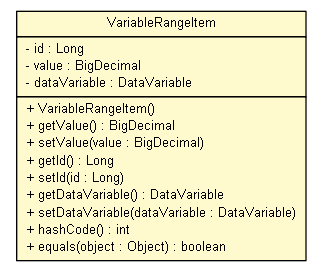 VariableRangeItem
- id : Long
- value : BigDecimal
- dataVariable : DataVariable
+ VariableRangeItem()
+ getValue() : BigDecimal
+ setValue(value : BigDecimal)
+ getId() : Long
+ setId(id : Long)
+ getDataVariable() : DataVariable
+ setDataVariable(dataVariable : DataVariable)
+ hashCode() : int
+ equals(object : Object) : boolean